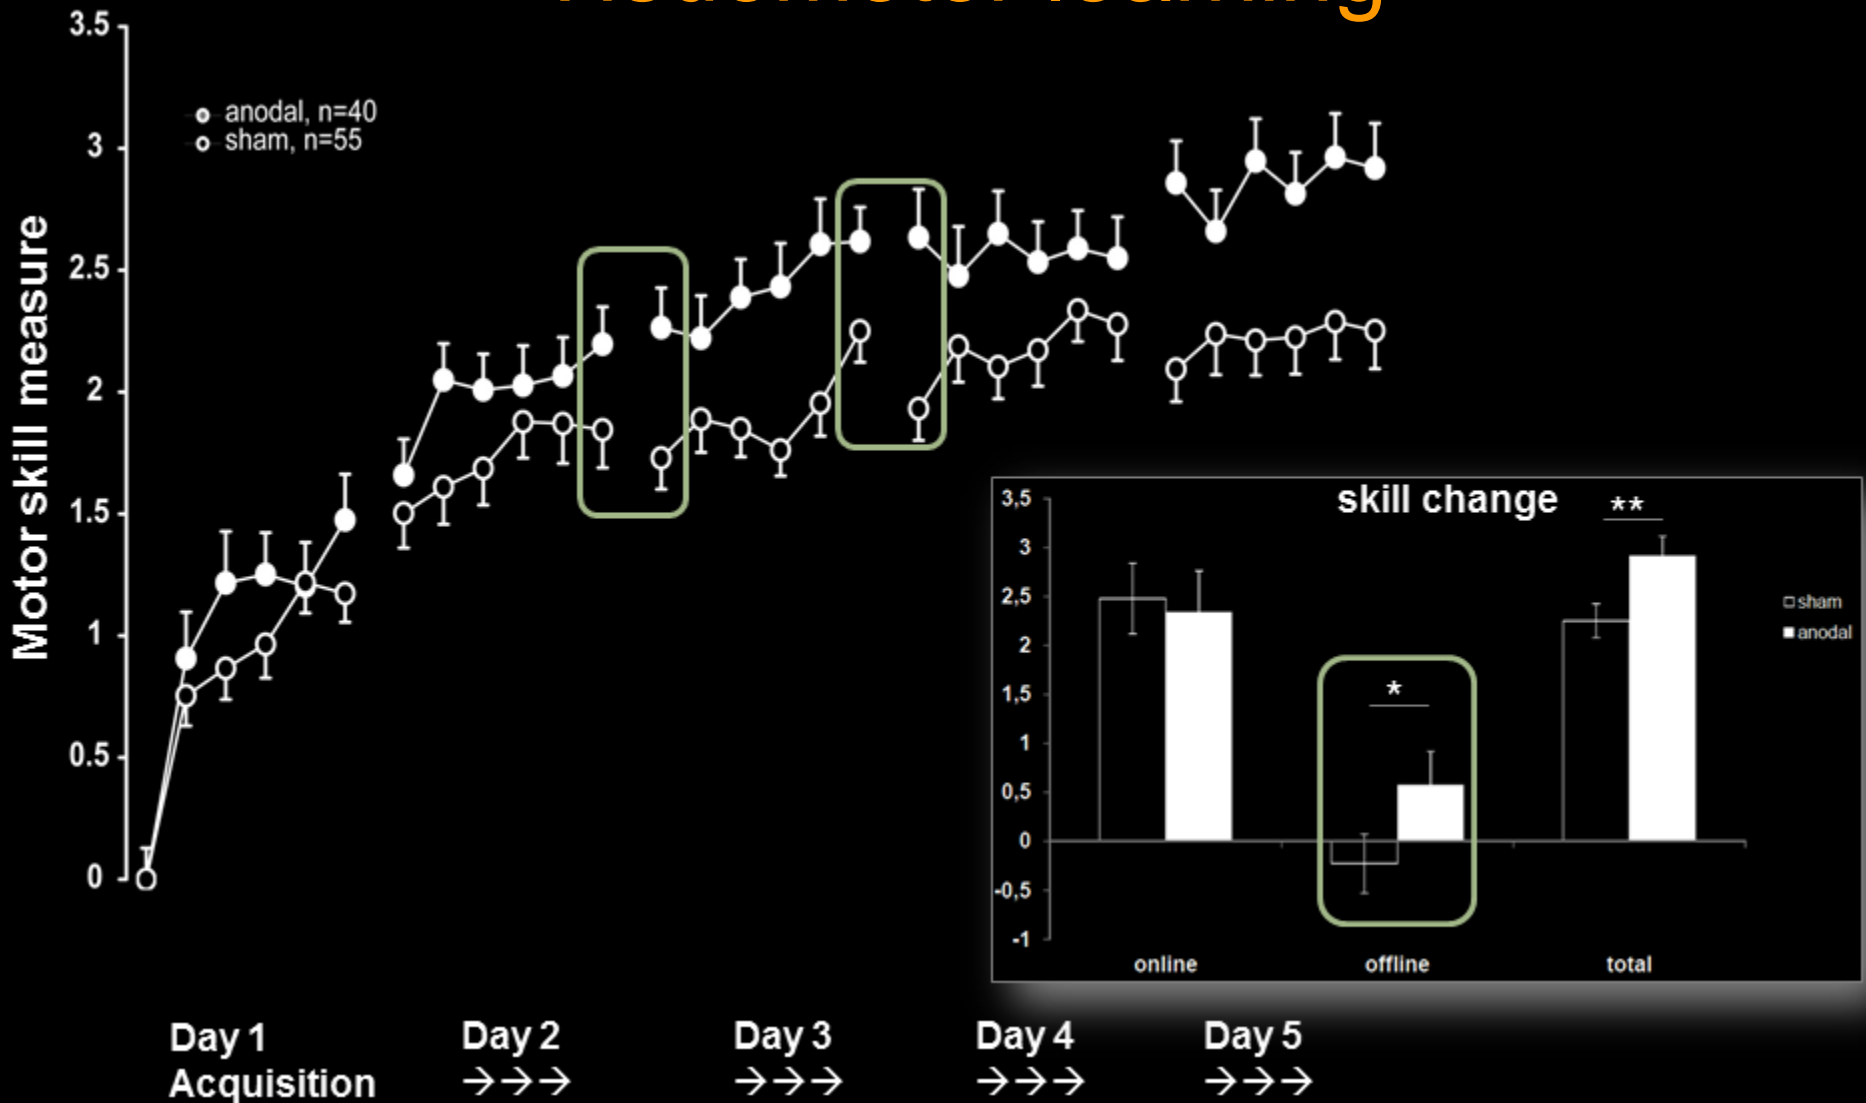 learning
3.5
3
2.5
2
1.5
1
0.5
0
Motor skill measure
anodal, n=40
sham, n=55
skill change
3,5
3
2,5
2
1,5
1
0,5
0
-0,5
-1
*
**
sham
anodal
online offline total
Day 1 Day 2 Day 3 Day 4 Day 5
Acquisition →→→ →→→ →→→ →→→